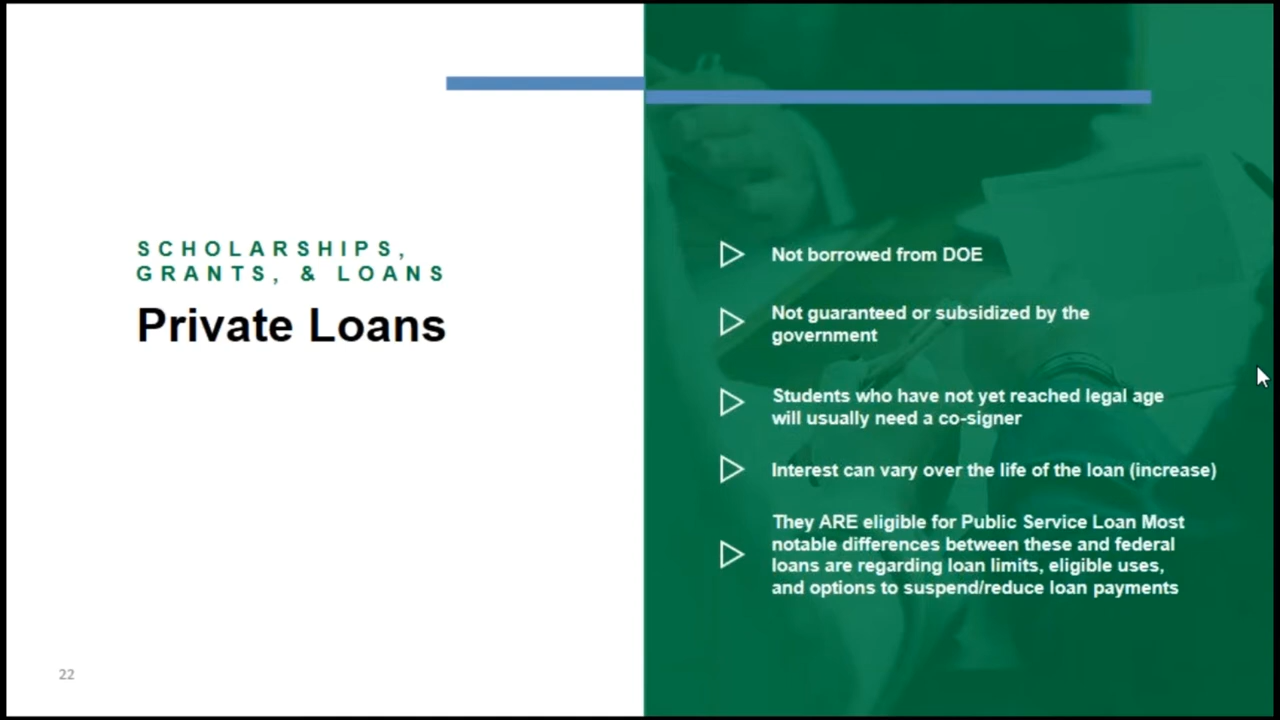 SCHOLARSHIPS,
GRANTS, & LOANS
Private Loans
Not borrowed from DOE
Not guaranteed or subsidized by the
government
Students who have not yet reached legal age
will usually need a co-signer
Interest can vary over the life of the loan (increase)
They ARE eligible for Public Service Loan Most
notable differences between these and federal
loans are regarding loan limits, eligible uses,
and options to suspend/reduce loan payments
22